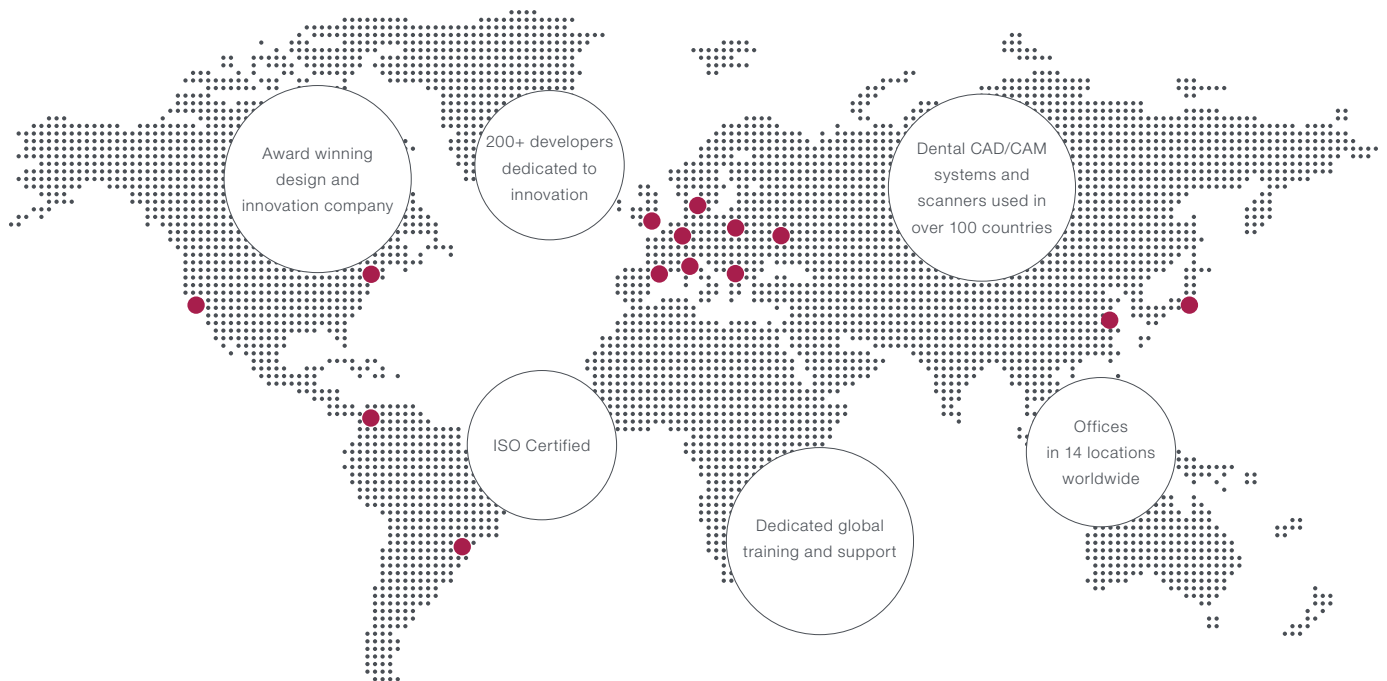 Award winning
design and
innovation company
200+ developers
dedicated to
innovation
Dental CAD/CAM
systems and
scanners used in
over 100 countries
ISO Certified
Dedicated global
training and support
Offices
in 14 locations
worldwide